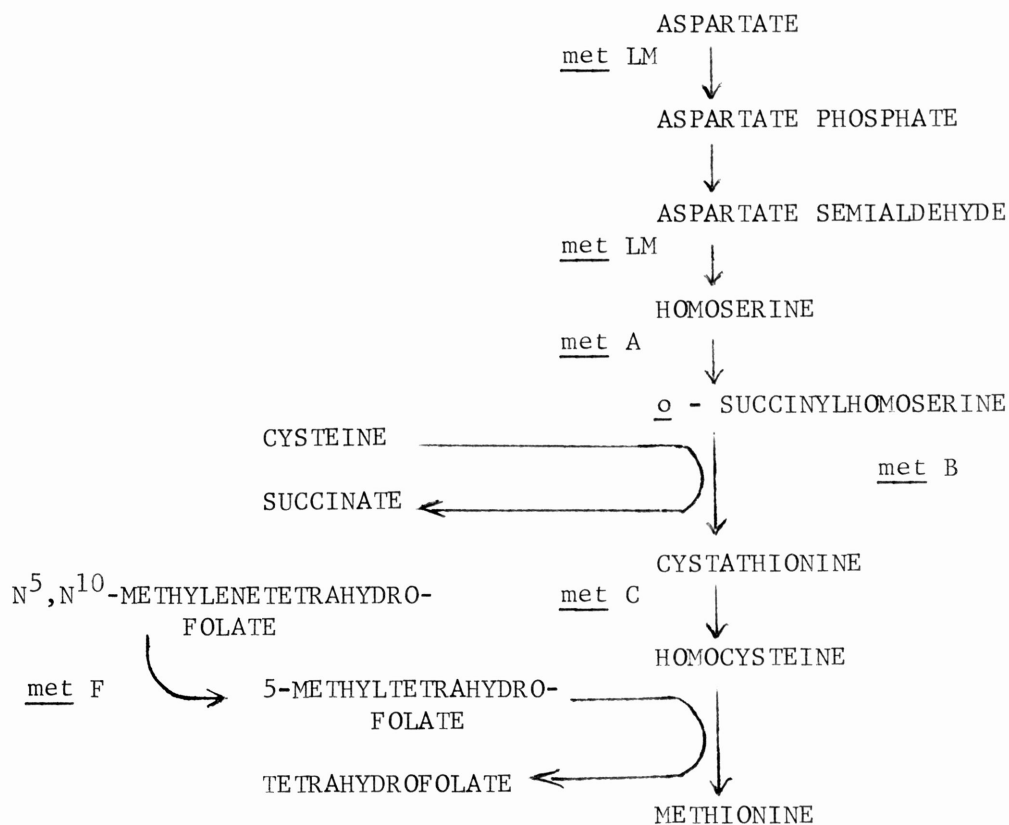 ASPARTATE
met LM
ASPARTATE PHOSPHATE
ASPARTATE SEMIALDEHYDE
met LM
HOMOSERINE
met A
o - SUCCINYLHOMOSERINE
CYSTEINE
met B
SUCCINATE
CYSTATHIONINE
N5,N10-METHYLENETETRAHYDRO-
FOLATE
met C
HOMOCYSTEINE
met F
5-METHYLTETRAHYDRO-
FOLATE
TETRAHYDROFOLATE
METHIONINE